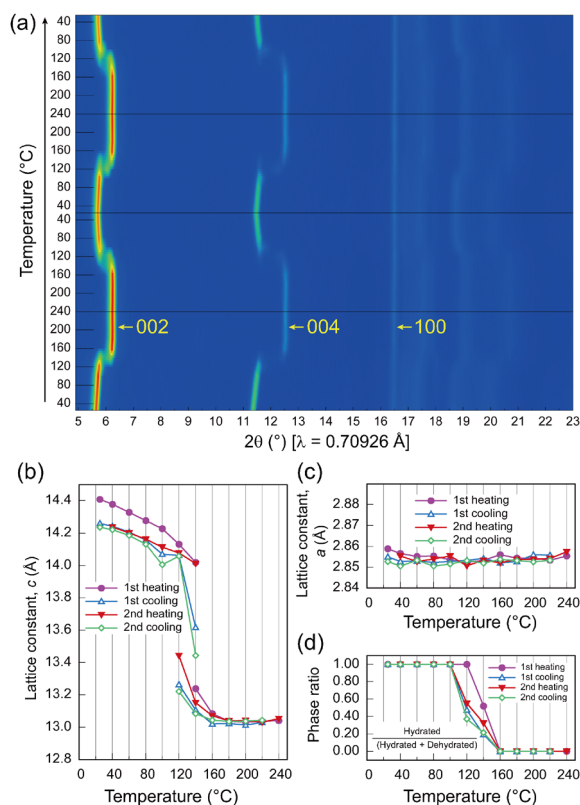 (a)
Temperature (°C)
40
80
120
160
200
240
200
160
120
80
40
80
120
160
200
240
200
160
120
80
40
002
004
100
5 6 7 8 9 10 11 12 13 14 15 16 17 18 19 20 21 22 23
2θ (°) [λ = 0.70926 Å]
(b)
Lattice constant, c (Å)
14.4
14.2
14.0
13.8
13.6
13.4
13.2
13.0
12.8
1st heating
1st cooling
2nd heating
2nd cooling
0 40 80 120 160 200 240
Temperature (°C)
(c)
Lattice constant,
a (Å)
2.88
2.87
2.86
2.85
2.84
1st heating
1st cooling
2nd heating
2nd cooling
0 40 80 120 160 200 240
Temperature (°C)
(d)
Phase ratio
1.00
0.80
0.60
0.40
0.20
0.00
1st heating
1st cooling
2nd heating
2nd cooling
Hydrated
(Hydrated + Dehydrated)
0 40 80 120 160 200 240
Temperature (°C)